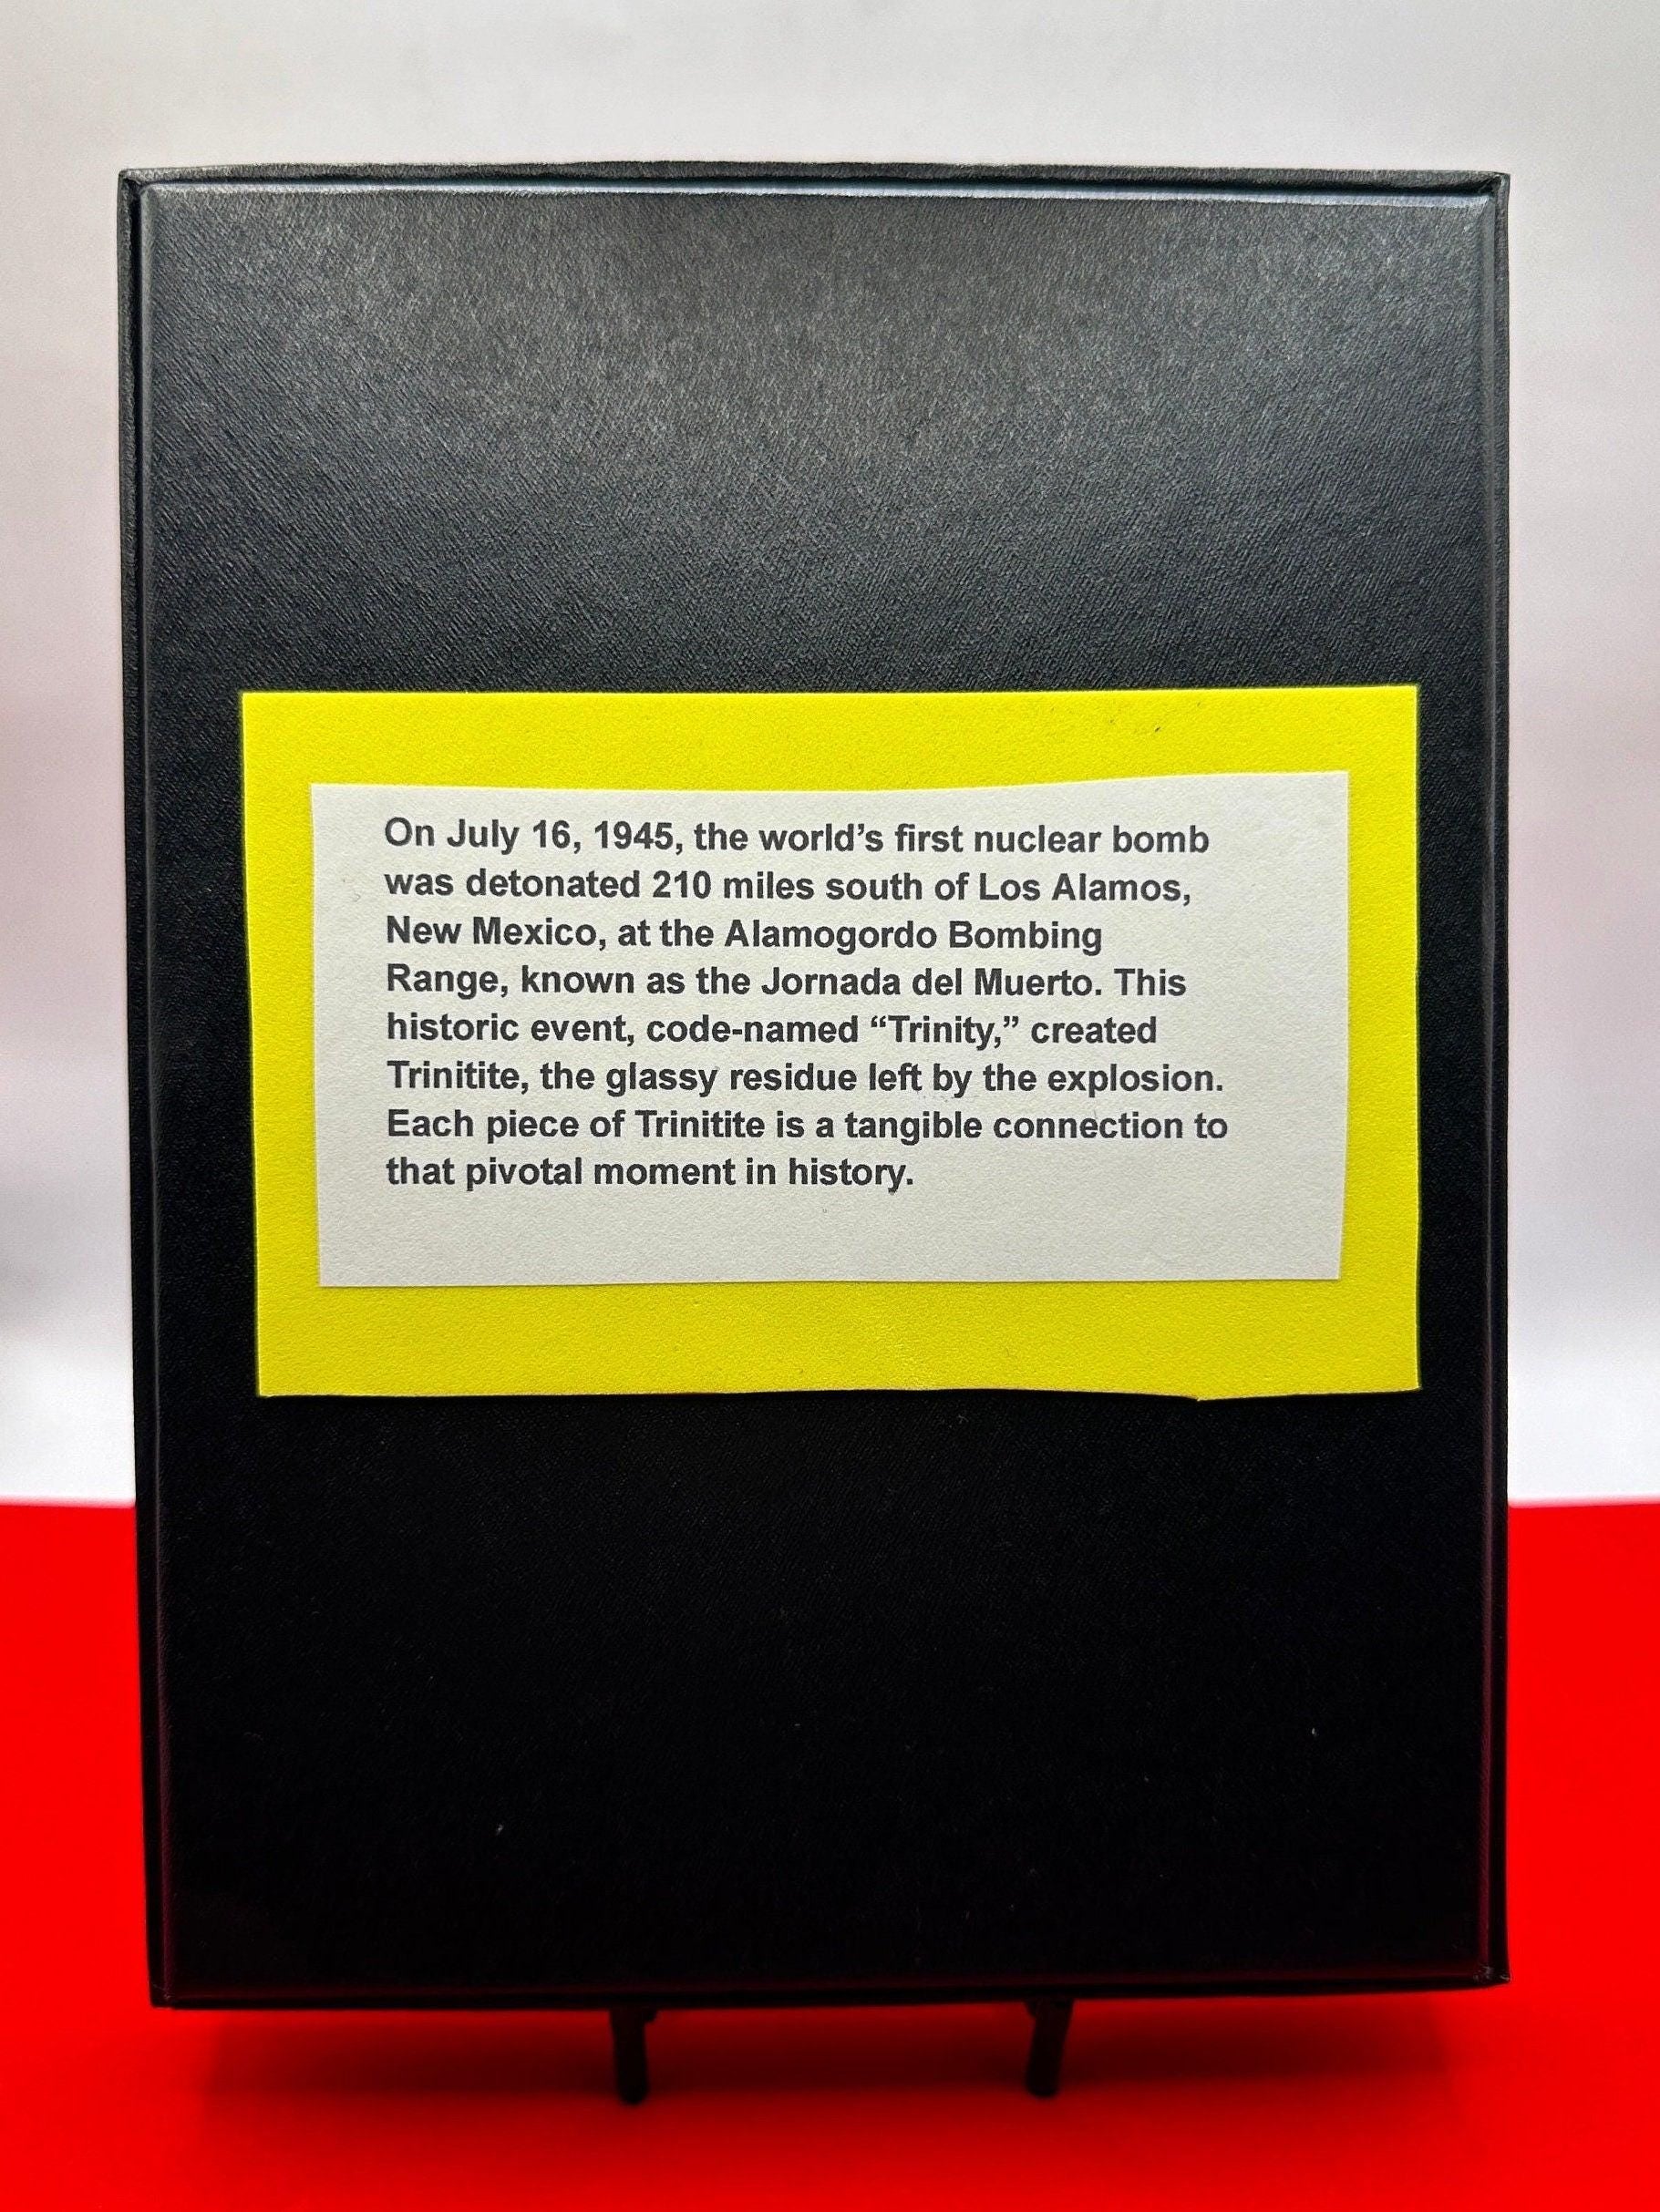 On July 16, 1945, the world’s first nuclear bomb
was detonated 210 miles south of Los Alamos,
New Mexico, at the Alamogordo Bombing
Range, known as the Jornada del Muerto. This
historic event, code-named “Trinity,” created
Trinitite, the glassy residue left by the explosion.
Each piece of Trinitite is a tangible connection to
that pivotal moment in history.